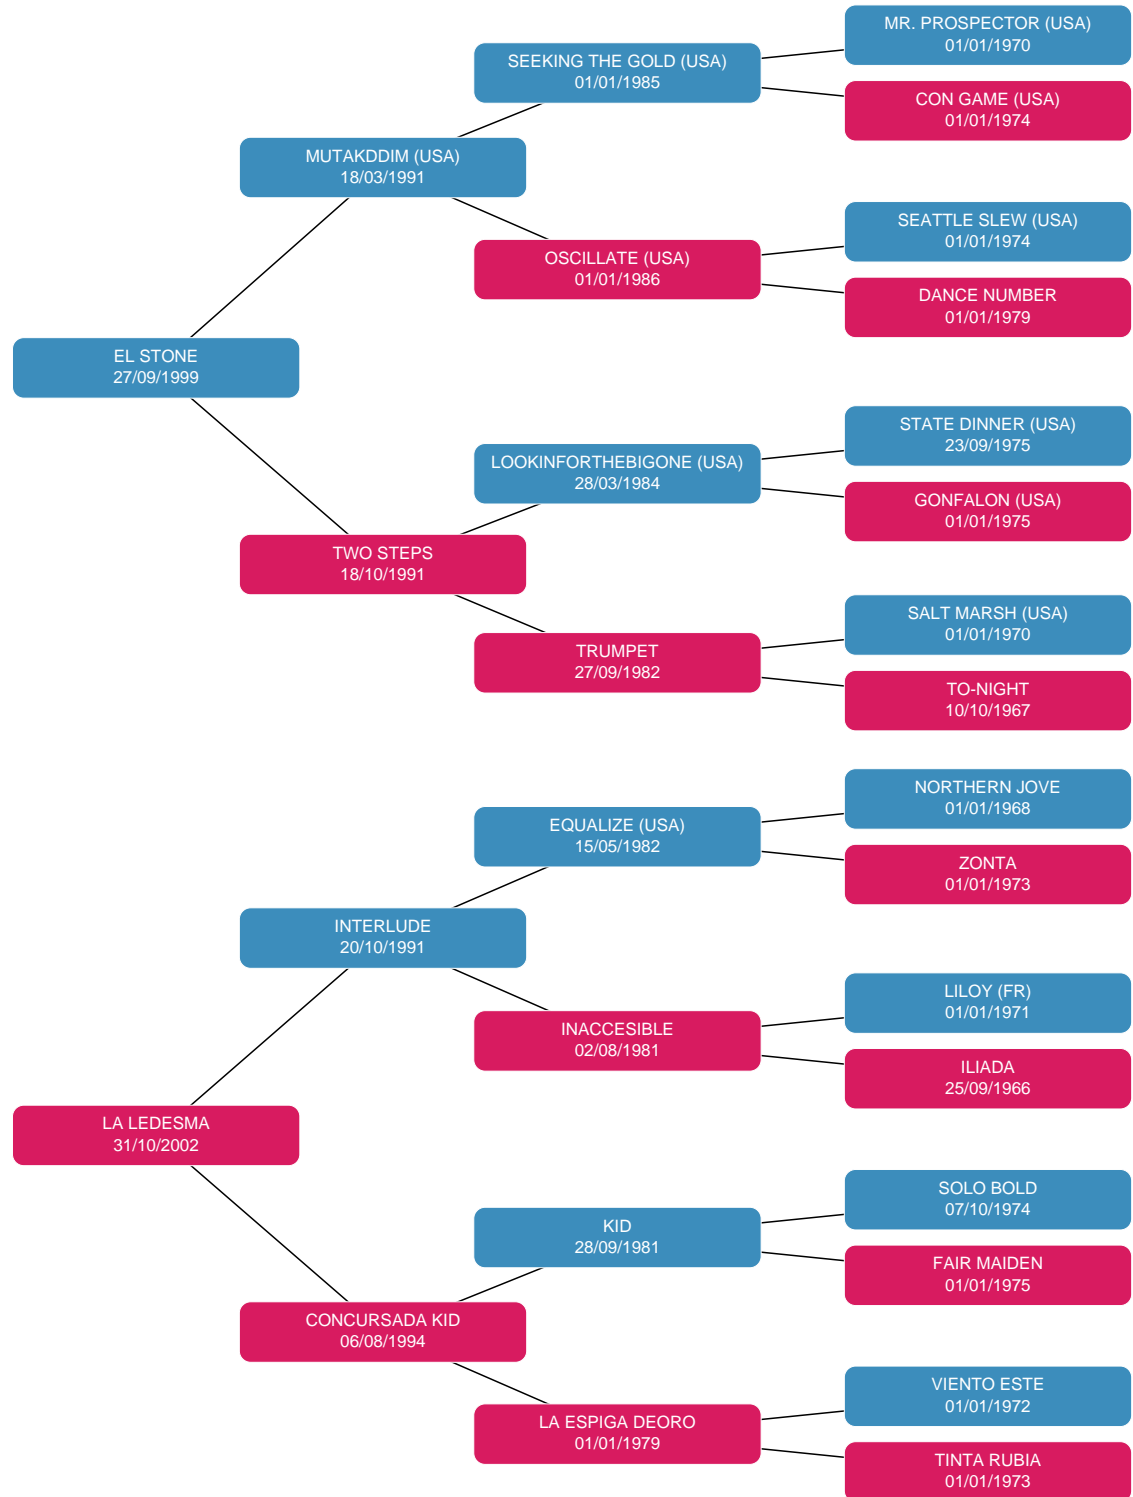 MR. PROSPECTOR (USA)
01/01/1970
SEEKING THE GOLD (USA)
01/01/1985
CON GAME (USA)
01/01/1974
MUTAKDDIM (USA)
18/03/1991
SEATTLE SLEW (USA)
01/01/1974
OSCILLATE (USA)
01/01/1986
DANCE NUMBER
01/01/1979
EL STONE
27/09/1999
STATE DINNER (USA)
23/09/1975
LOOKINFORTHEBIGONE (USA)
28/03/1984
GONFALON (USA)
01/01/1975
TWO STEPS
18/10/1991
SALT MARSH (USA)
01/01/1970
TRUMPET
27/09/1982
TO-NIGHT
10/10/1967
NORTHERN JOVE
01/01/1968
EQUALIZE (USA)
15/05/1982
ZONTA
01/01/1973
INTERLUDE
20/10/1991
LILOY (FR)
01/01/1971
INACCESIBLE
02/08/1981
ILIADA
25/09/1966
LA LEDESMA
31/10/2002
SOLO BOLD
07/10/1974
KID
28/09/1981
FAIR MAIDEN
01/01/1975
CONCURSADA KID
06/08/1994
VIENTO ESTE
01/01/1972
LA ESPIGA DEORO
01/01/1979
TINTA RUBIA
01/01/1973